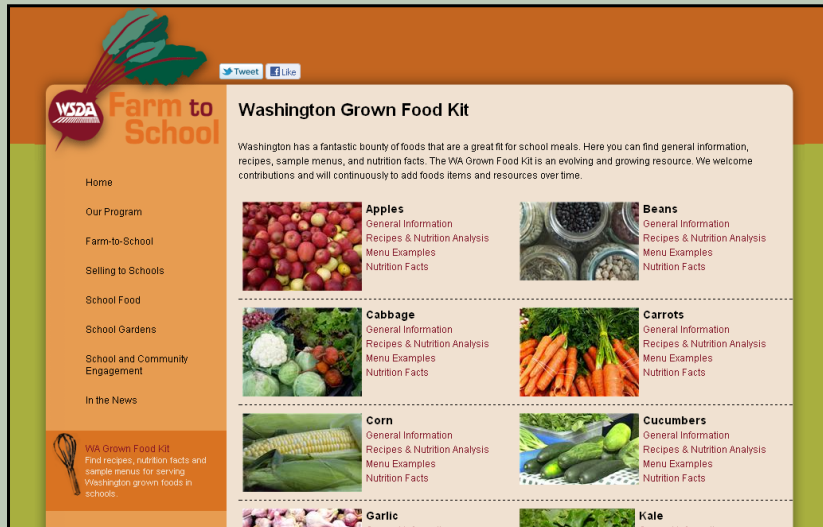 Tweet
Like
WSDA
Farm to
School
Home
Our Program
Farm-to-School
Selling to Schools
School Food
School Gardens
School and Community
Engagement
In the News
WA Grown Food Kit
Find recipes, nutrition facts and
sample menus for serving
Washington grown foods in
schools.
Washington Grown Food Kit
Washington has a fantastic bounty of foods that are a great fit for school meals. Here you can find general information,
recipes, sample menus, and nutrition facts. The WA Grown Food Kit is an evolving and growing resource. We welcome
contributions and will continuously to add foods items and resources over time.
Apples
General Information
Recipes & Nutrition Analysis
Menu Examples
Nutrition Facts
Beans
General Information
Recipes & Nutrition Analysis
Menu Examples
Nutrition Facts
Cabbage
General Information
Recipes & Nutrition Analysis
Menu Examples
Nutrition Facts
Carrots
General Information
Recipes & Nutrition Analysis
Menu Examples
Nutrition Facts
Corn
General Information
Recipes & Nutrition Analysis
Menu Examples
Nutrition Facts
Cucumbers
General Information
Recipes & Nutrition Analysis
Menu Examples
Nutrition Facts
Garlic
Kale